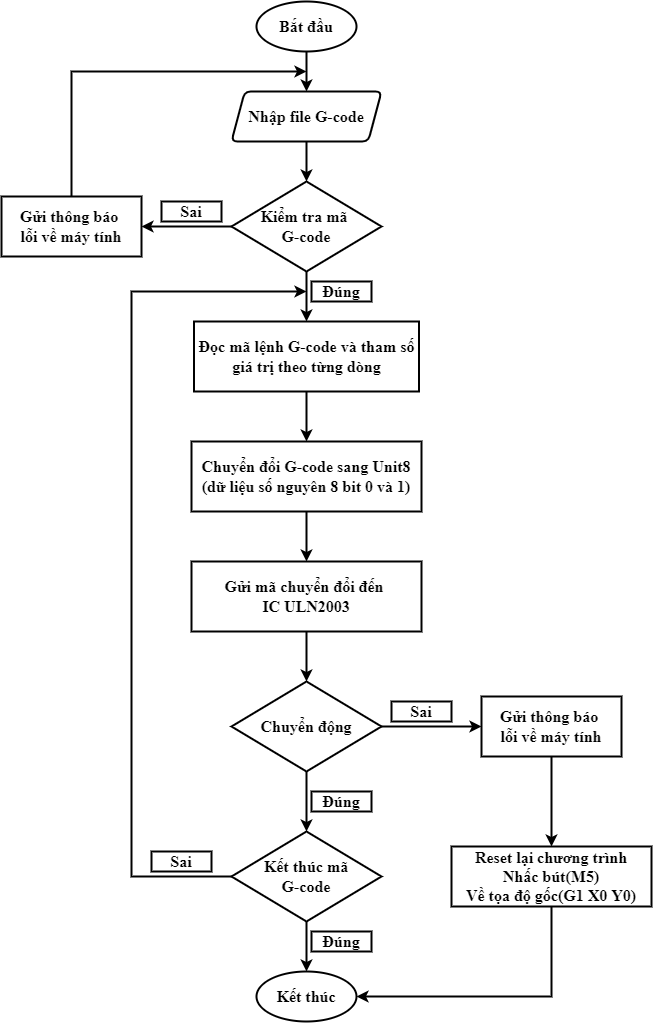 Bắt đầu
Nhập file G-code
Kiểm tra mã
G-code
Sai
Gửi thông báo
lỗi về máy tính
Đúng
Đọc mã lệnh G-code và tham số
giá trị theo từng dòng
Chuyển đổi G-code sang Unit8
(dữ liệu số nguyên 8 bit 0 và 1)
Gửi mã chuyển đổi đến
IC ULN2003
Chuyển động
Sai
Gửi thông báo
lỗi về máy tính
Đúng
Kết thúc mã
G-code
Sai
Reset lại chương trình
Nhấc bút(M5)
Về tọa độ gốc(G1 X0 Y0)
Đúng
Kết thúc